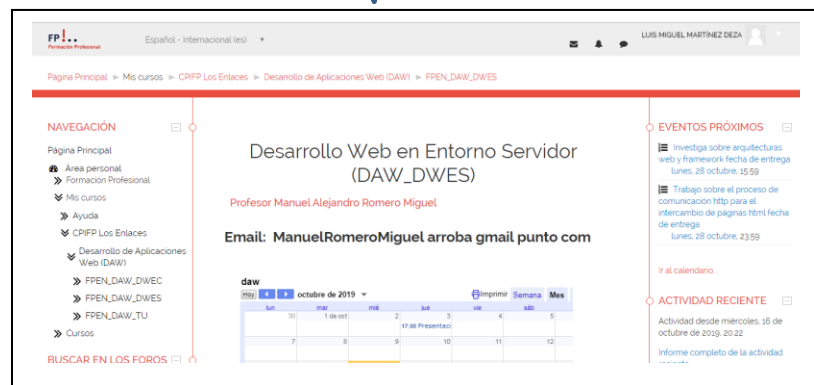 FP!..
Formación Profesional
Español - Internacional (es)
LUIS MIGUEL MARTÍNEZ DEZA
Página Principal ► Mis cursos ► CPIFP Los Enlaces ► Desarrollo de Aplicaciones Web (DAW) ► FPEN_DAW_DWES
NAVEGACIÓN
Página Principal
Área personal
Formación Profesional
Mis cursos
Ayuda
CPIFP Los Enlaces
Desarrollo de Aplicaciones
Web (DAW)
FPEN_DAW_DWEC
FPEN_DAW_DWES
FPEN_DAW_TU
Cursos
BUSCAR EN LOS FOROS
Desarrollo Web en Entorno Servidor
(DAW_DWES)
Profesor Manuel Alejandro Romero Miguel
Email: ManuelRomeroMiguel arroba gmail punto com
daw
Hoy octubre de 2019 Imprimir Semana Mes
lun mar mié jue vie sáb
30 1 de oct 2 3 4 5
17:00 Presentaci
7 8 9 10 11 12
EVENTOS PRÓXIMOS
Investiga sobre arquitecturas
web y framework fecha de entrega
lunes, 28 octubre, 15:59
Trabajo sobre el proceso de
comunicación http para el
intercambio de páginas html fecha
de entrega
lunes, 28 octubre, 23:59
Ir al calendario...
ACTIVIDAD RECIENTE
Actividad desde miércoles, 16 de
octubre de 2019, 20:22
Informe completo de la actividad